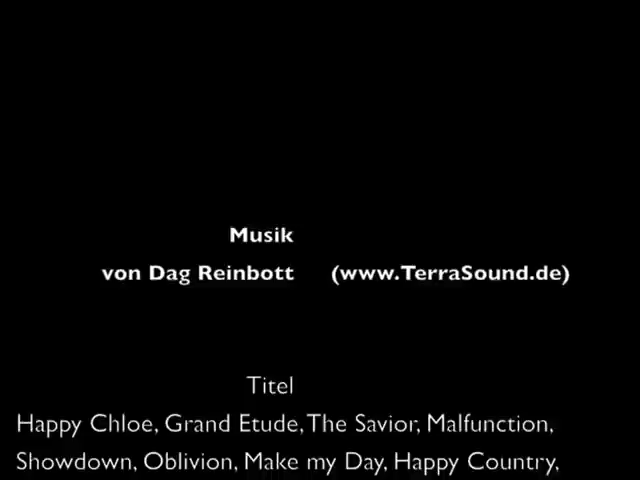 Musik
von Dag Reinbott (www.TerraSound.de)
Titel
Happy Chloe, Grand Etude, The Savior, Malfunction,
Showdown, Oblivion, Make my Day, Happy Country,